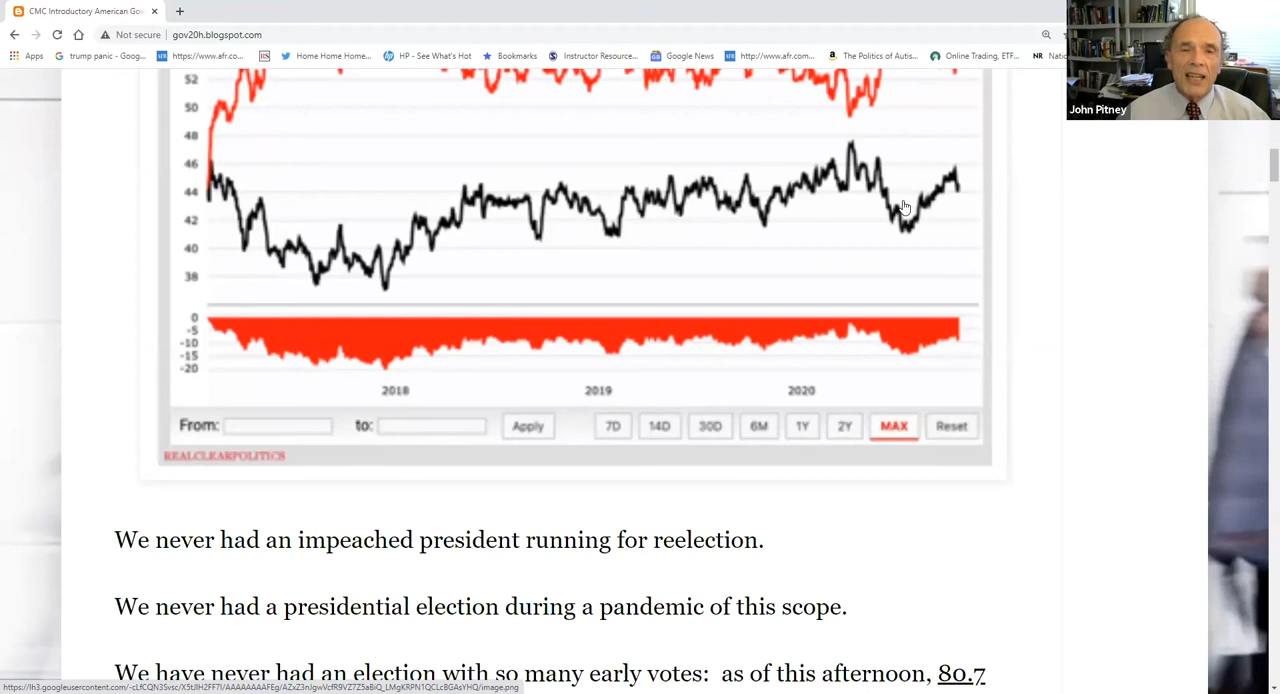 CMC Introductory American Gov
Not secure
gov20h.blogspot.com
Apps
trump panic - Goog...
https://www.afr.co...
Home Home Home...
HP - See What's Hot
Bookmarks
Instructor Resource...
Google News
http://www.afr.com...
The Politics of Autis...
Online Trading, ETF...
NR
John Pitney
52
50
48
46
44
42
40
38
0
-5
-10
-15
-20
2018
2019
2020
From:
to:
Apply
7D
14D
30D
6M
1Y
2Y
MAX
Reset
REALCLEARPOLITICS
We never had an impeached president running for reelection.
We never had a presidential election during a pandemic of this scope.
We have never had an election with so many early votes: as of this afternoon, 80.7